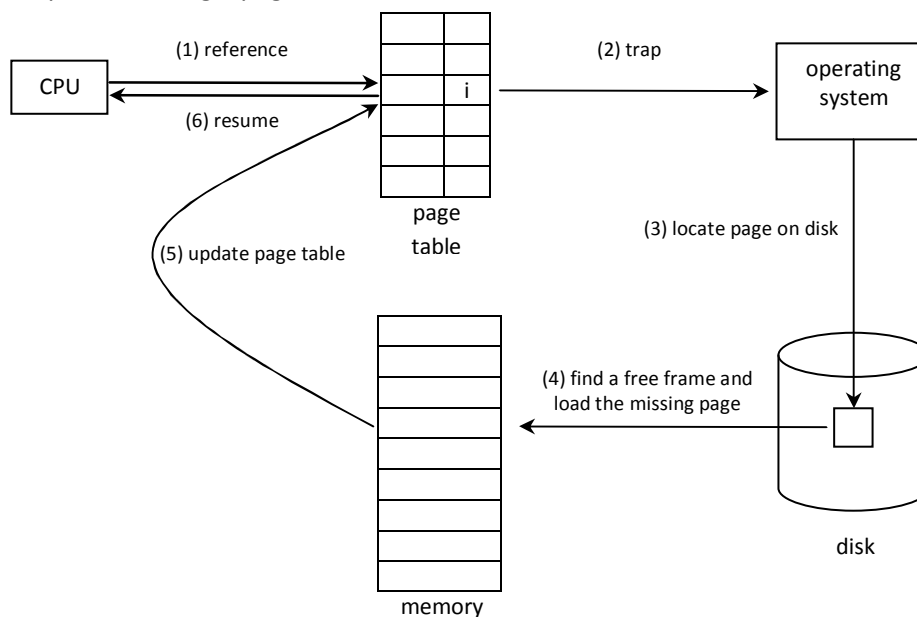 (1) reference
(2) trap
CPU
i
operating
system
(6) resume
page
table
(3) locate page on disk
(5) update page table
(4) find a free frame and
load the missing page
disk
memory